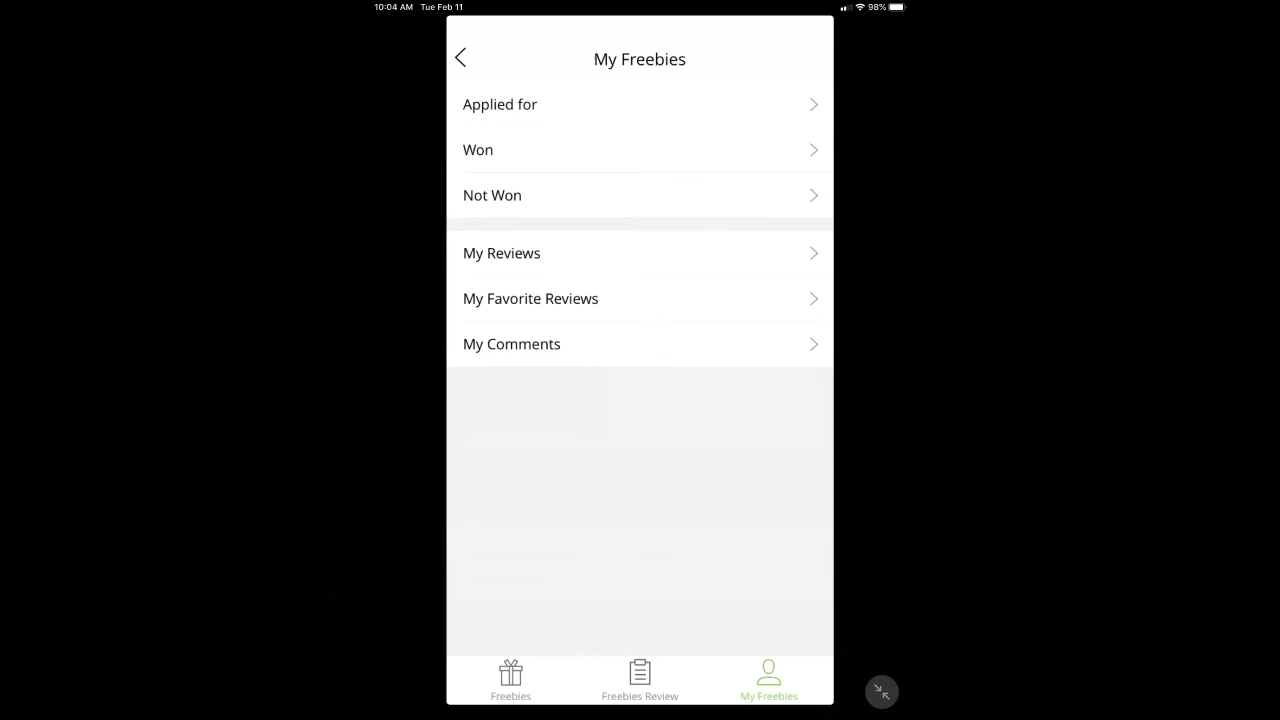 10:04 AM Tue Feb 11
98%
My Freebies
Applied for
Won
Not Won
My Reviews
My Favorite Reviews
My Comments
Freebies
Freebies Review
My Freebies